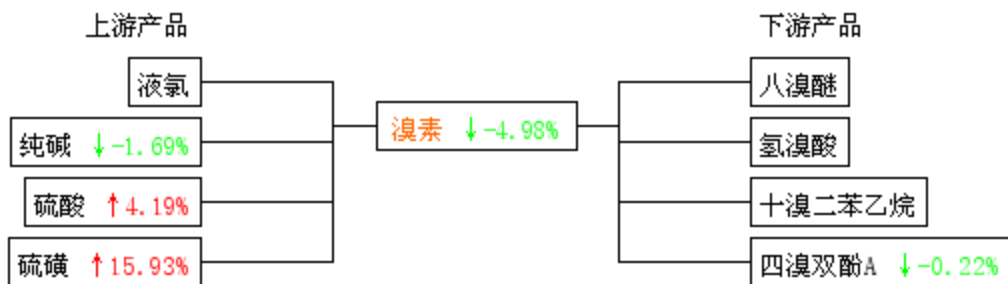 上游产品
下游产品
液氯
纯碱 ↓-1.69%
硫酸 ↑4.19%
硫磺 ↑15.93%
溴素 ↓-4.98%
八溴醚
氢溴酸
十溴二苯乙烷
四溴双酚A ↓-0.22%